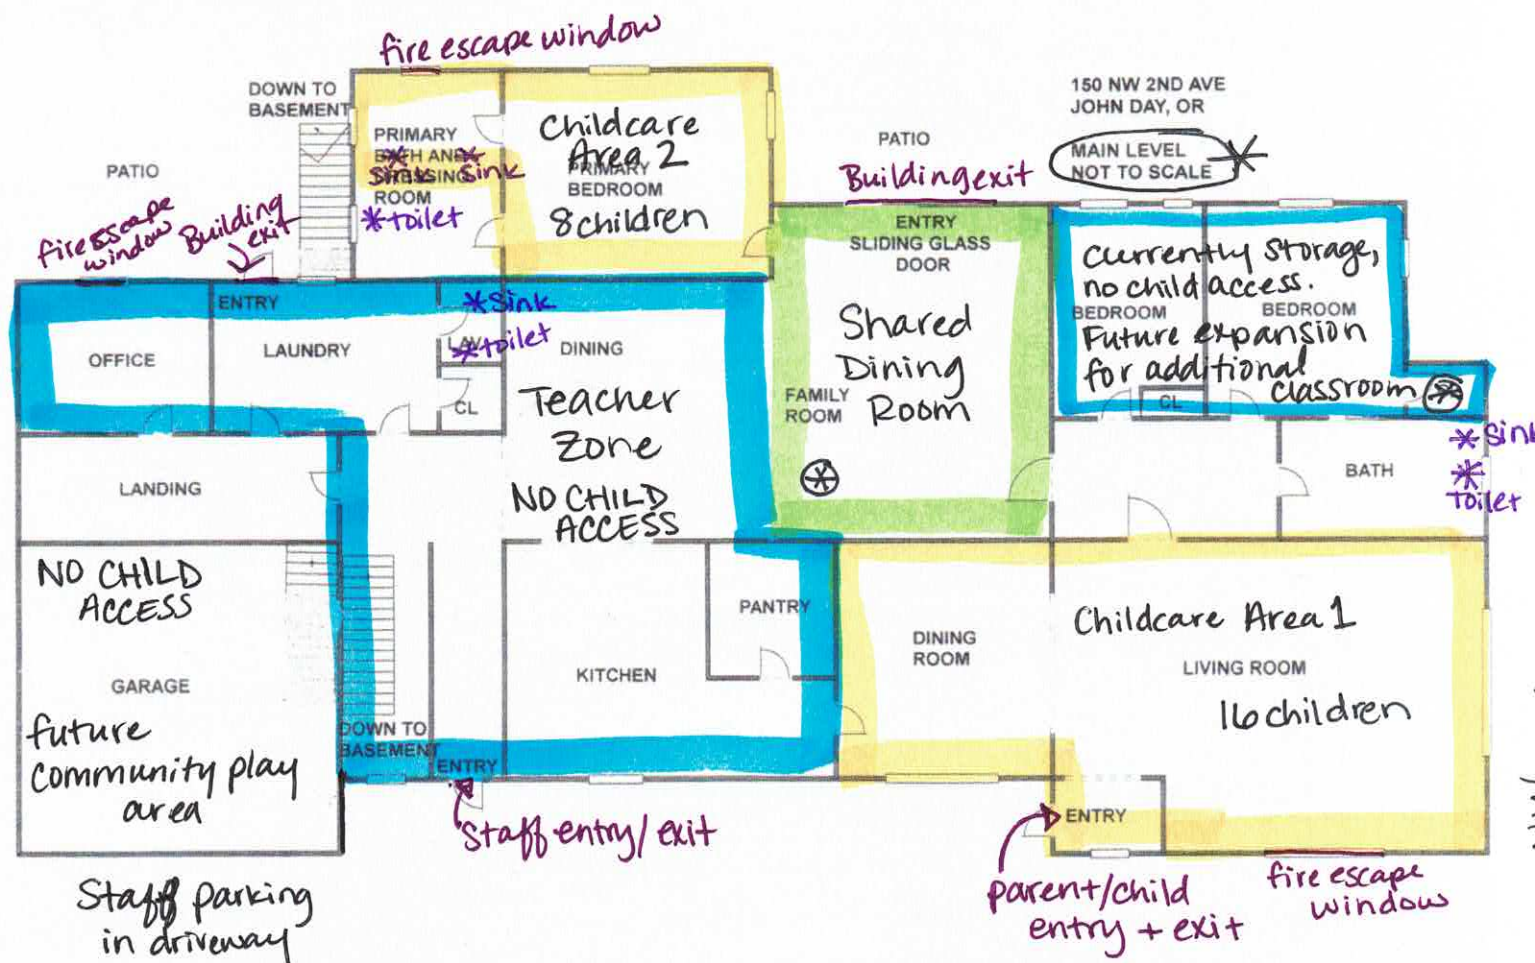 fire escape window
DOWN TO
BASEMENT
PATIO
fire escape
window
Building
exit
PRIMARY
BATH AND
DRESSING
ROOM
* Sink
* Sink
* toilet
Childcare
Area 2
PRIMARY
BEDROOM
8 children
PATIO
Building exit
150 NW 2ND AVE
JOHN DAY, OR
MAIN LEVEL
NOT TO SCALE
*
ENTRY
SLIDING GLASS
DOOR
Shared
Dining
Room
FAMILY
ROOM
*
Currently storage,
no child access.
BEDROOM
BEDROOM
Future expansion
for additional
classroom *
CL
* Sink
* Toilet
BATH
ENTRY
OFFICE
LAUNDRY
* Sink
LAV
* toilet
CL
DINING
Teacher
Zone
NO CHILD
ACCESS
LANDING
NO CHILD
ACCESS
GARAGE
future
community play
area
DOWN TO
BASEMENT
ENTRY
KITCHEN
PANTRY
DINING
ROOM
Childcare Area 1
LIVING ROOM
16 children
ENTRY
Staff entry/exit
parent/child
entry + exit
fire escape
window
Staff parking
in driveway